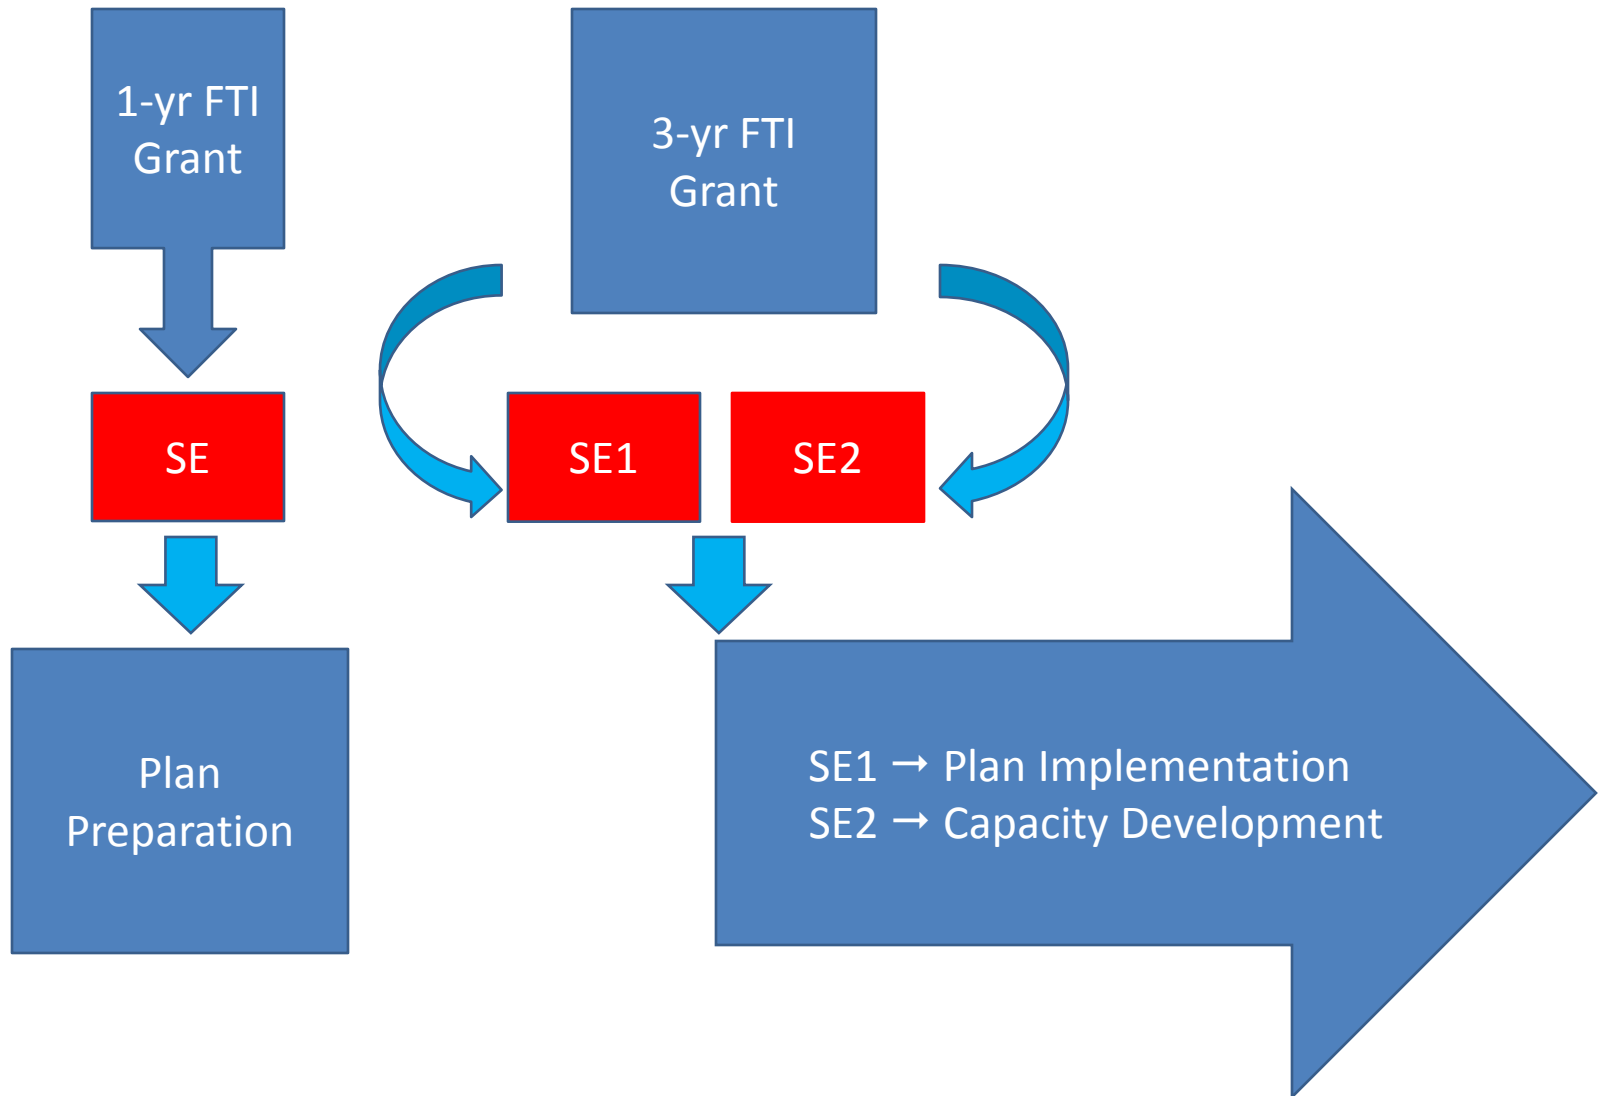 1-yr FTI
Grant
3-yr FTI
Grant
SE
SE1
SE2
Plan
Preparation
SE1 → Plan Implementation
SE2 → Capacity Development